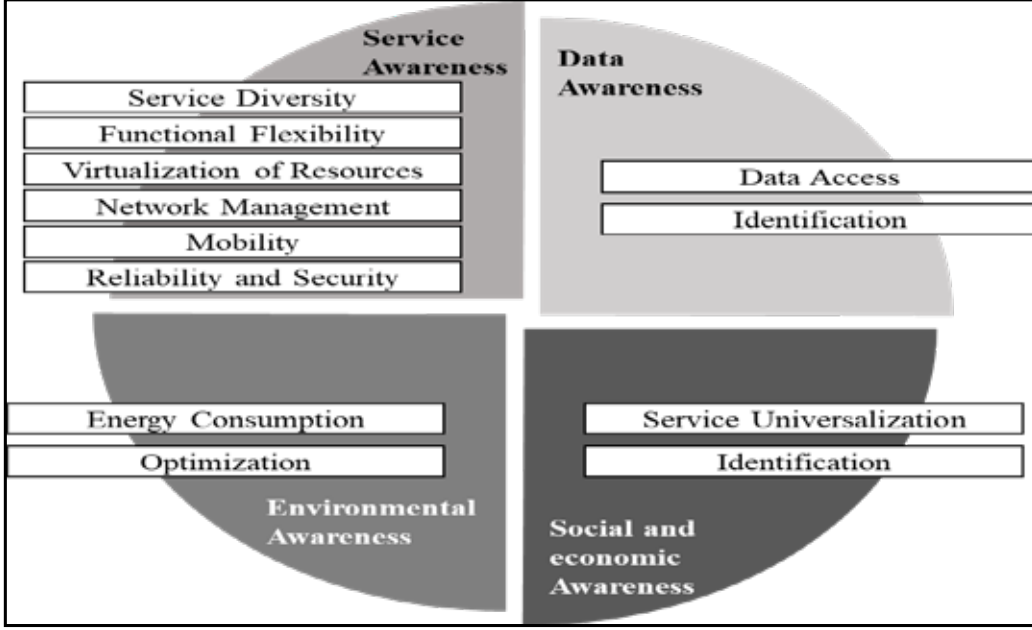 Service
Awareness
Service Diversity
Functional Flexibility
Virtualization of Resources
Network Management
Mobility
Reliability and Security
Data
Awareness
Data Access
Identification
Energy Consumption
Optimization
Environmental
Awareness
Service Universalization
Identification
Social and
economic
Awareness